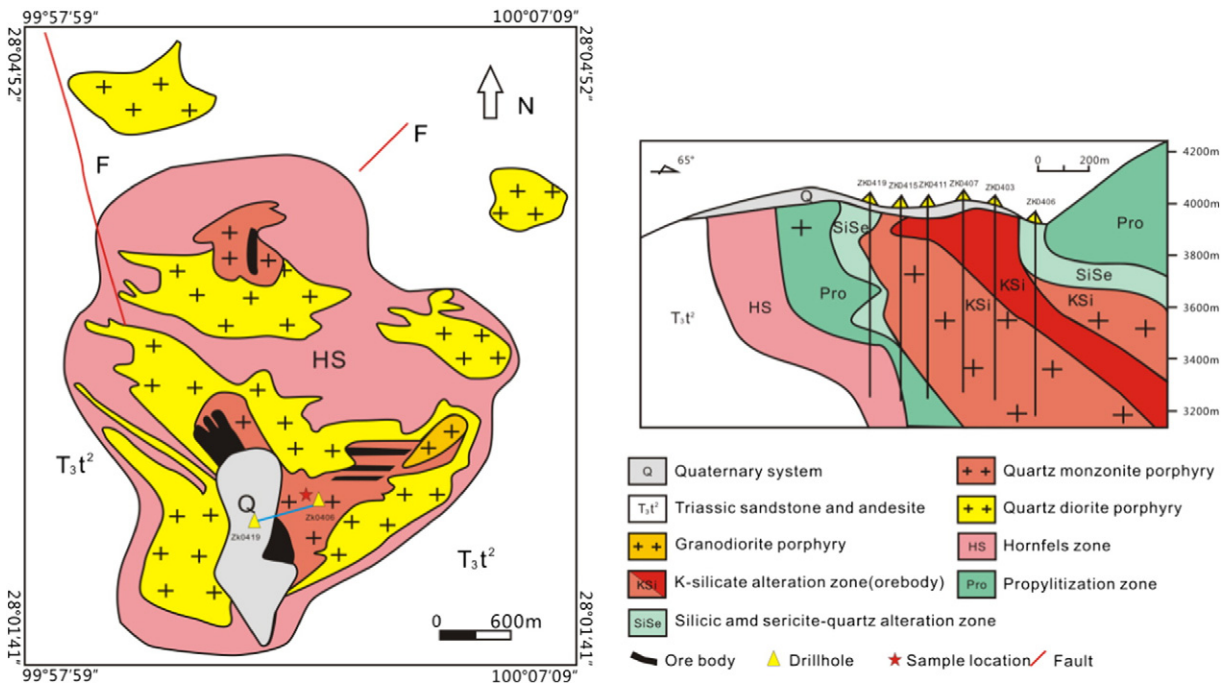 99°57′59″
100°07′09″
28°04′52″
28°04′52″
N
F
F
HS
T₃t²
Q
Zk0406
Zk0419
T₃t²
0 600m
28°01′41″
28°01′41″
99°57′59″
100°07′09″
65°
0 200m
4200m
4000m
3800m
3600m
3400m
3200m
ZK0419
ZK0415
ZK0411
ZK0407
ZK0403
ZK0406
Q
SiSe
Pro
SiSe
KSi
KSi
KSi
Pro
HS
T₃t²
Q Quaternary system
T₃t² Triassic sandstone and andesite
Granodiorite porphyry
KSi K-silicate alteration zone(orebody)
SiSe Silicic amd sericite-quartz alteration zone
Quartz monzonite porphyry
Quartz diorite porphyry
HS Hornfels zone
Pro Propylitization zone
Ore body
Drillhole
Sample location
Fault